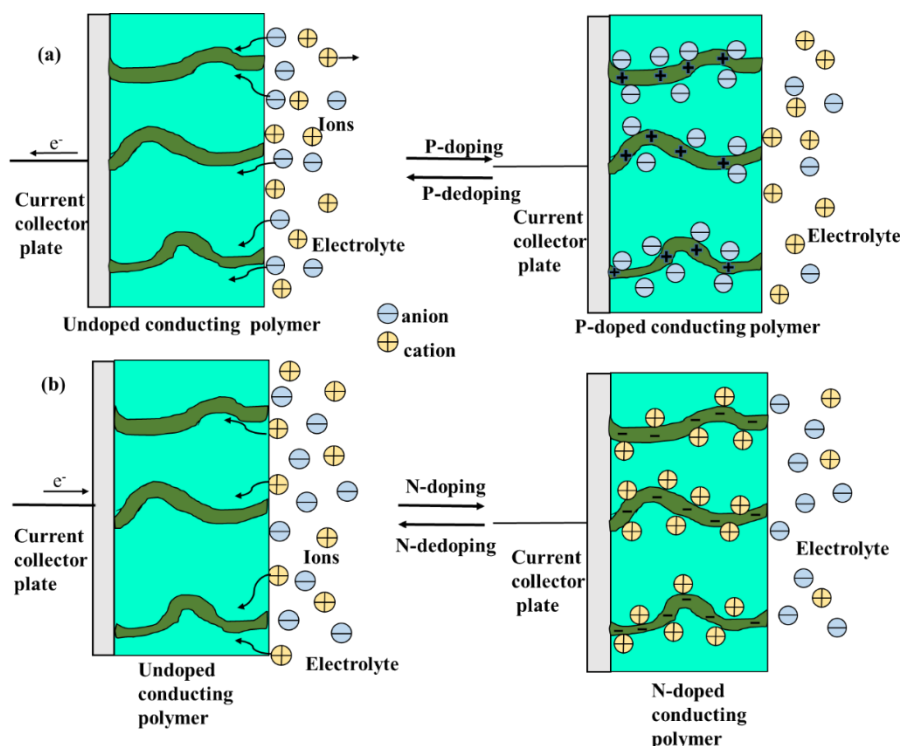 (a)
Ions
e-
P-doping
P-dedoping
Current
collector
plate
Electrolyte
Undoped conducting polymer
Current
collector
plate
Electrolyte
P-doped conducting polymer
anion
cation
(b)
e-
N-doping
N-dedoping
Current
collector
plate
Ions
Electrolyte
Undoped
conducting
polymer
Current
collector
plate
Electrolyte
N-doped
conducting
polymer